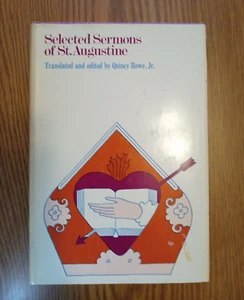 Selected Sermons
of St. Augustine
Translated and edited by Quincy Howe, Jr.